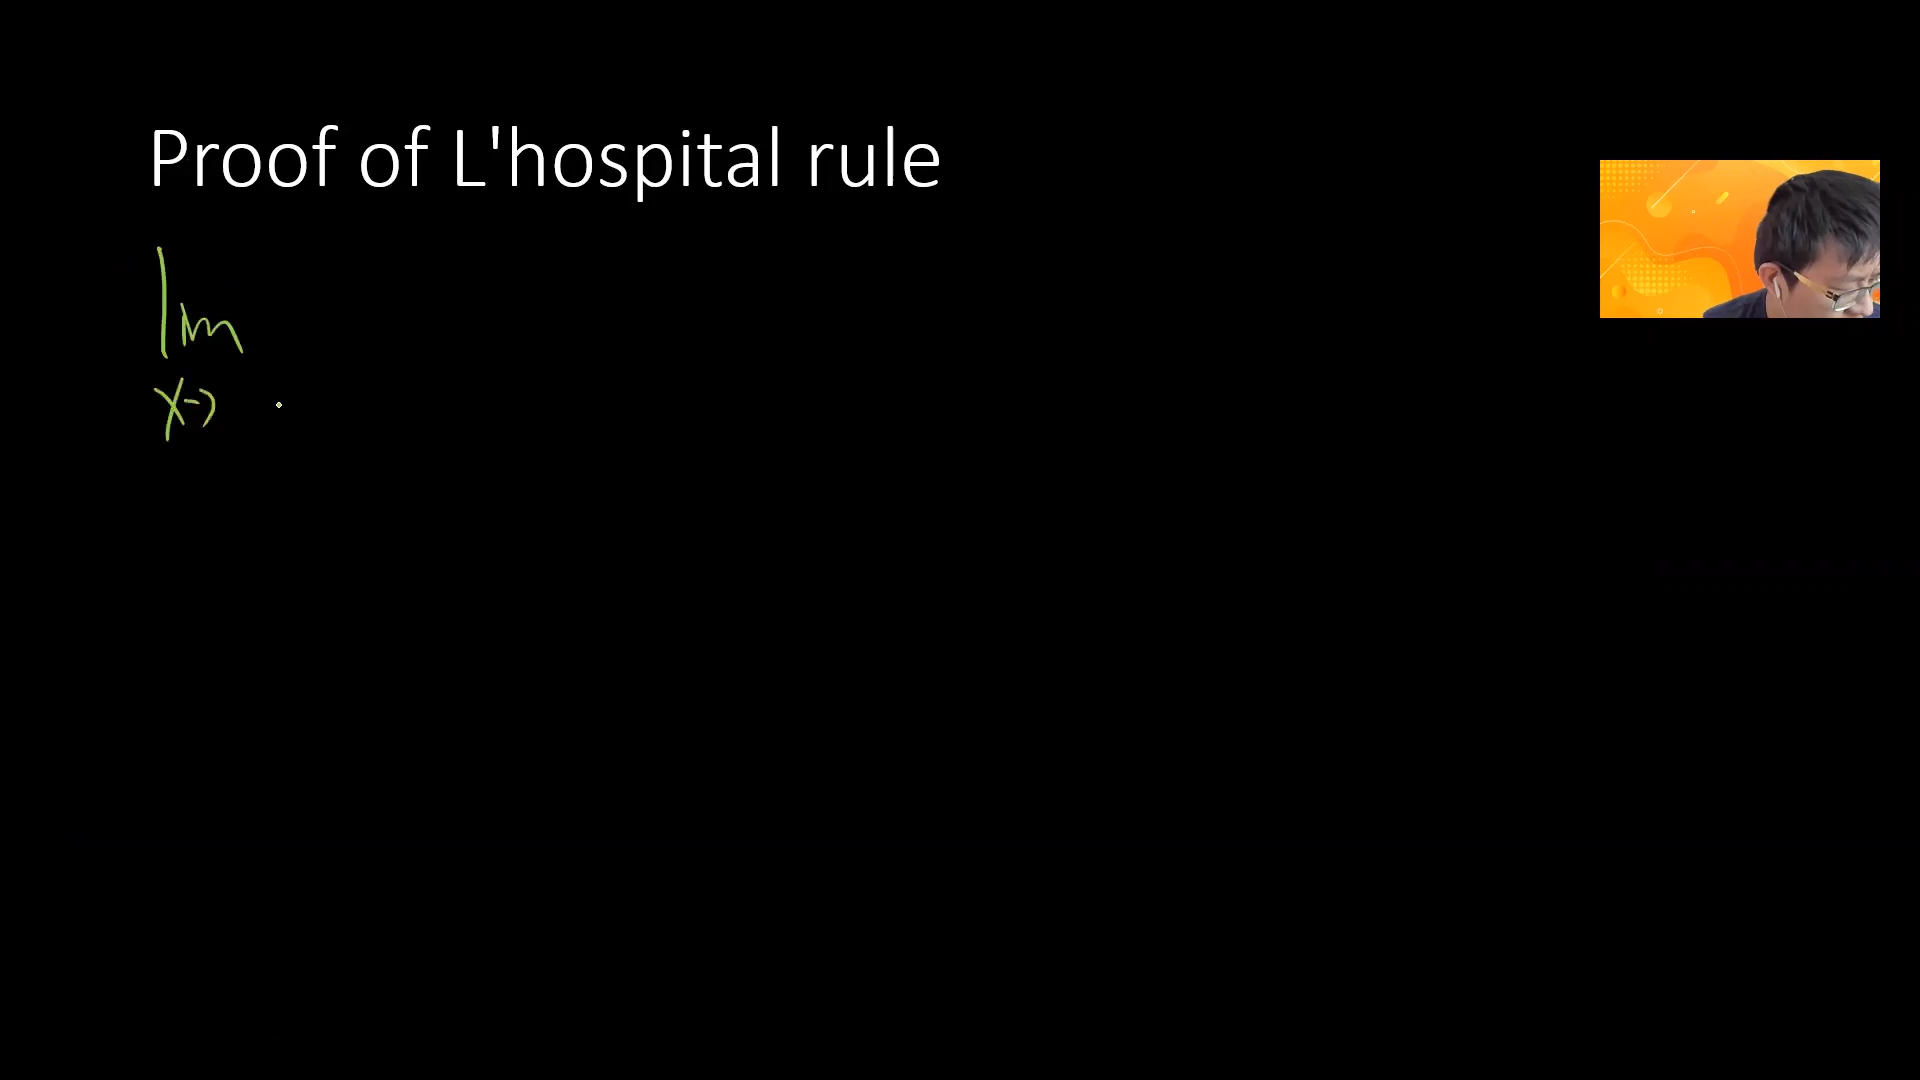 Proof of L'hospital rule
lim
x→